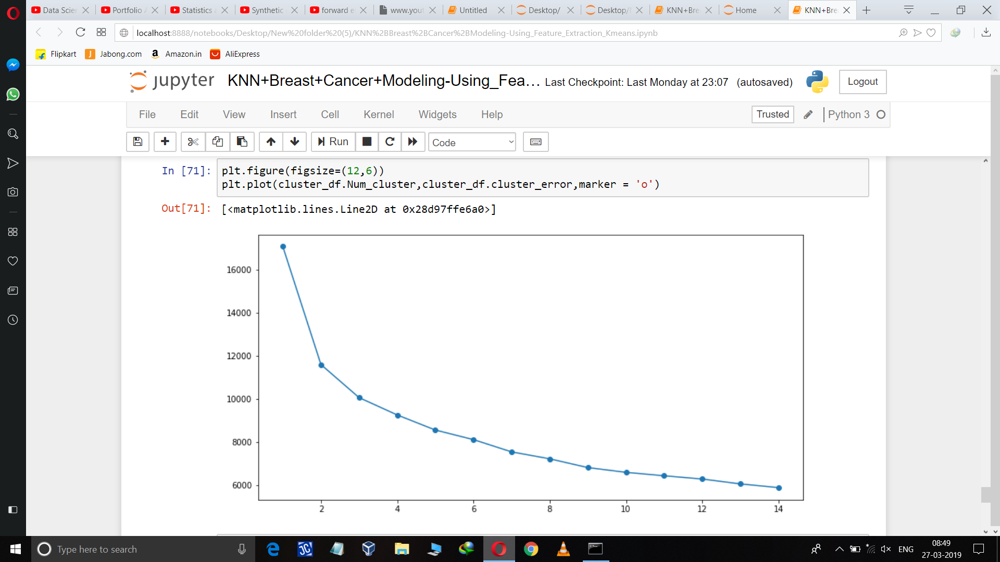 Data Scien
Portfolio A
Statistics a
Synthetic
forward e
www.yout
Untitled
Desktop/
Desktop/
KNN+Bre
Home
KNN+Bre
localhost:8888/notebooks/Desktop/New%20folder%20(5)/KNN%2BBreast%2BCancer%2BModeling-Using_Feature_Extraction_Kmeans.ipynb
Flipkart
Jabong.com
Amazon.in
AliExpress
jupyter KNN+Breast+Cancer+Modeling-Using_Fea... Last Checkpoint: Last Monday at 23:07 (autosaved)
Logout
File Edit View Insert Cell Kernel Widgets Help
Trusted
Python 3
Run
Code
In [71]: plt.figure(figsize=(12,6))
plt.plot(cluster_df.Num_cluster,cluster_df.cluster_error,marker = 'o')
Out[71]: [<matplotlib.lines.Line2D at 0x28d97ffe6a0>]
16000
14000
12000
10000
8000
6000
2 4 6 8 10 12 14
Type here to search
ENG
08:49
27-03-2019